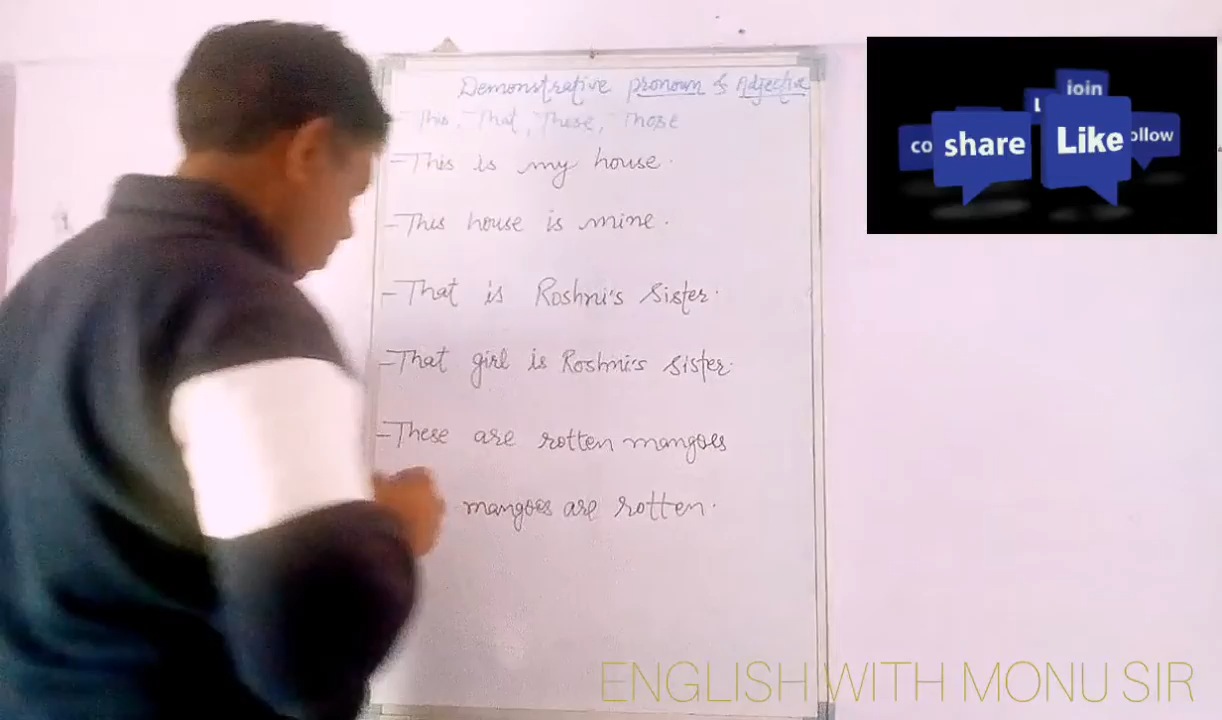 Demonstrative pronoun & Adjective
- This, That, These, Those
- This is my house.
- This house is mine.
- That is Roshni's sister.
- That girl is Roshni's sister.
- These are rotten mangoes
mangoes are rotten.
join
L
co
share
Like
ollow
ENGLISH WITH MONU SIR